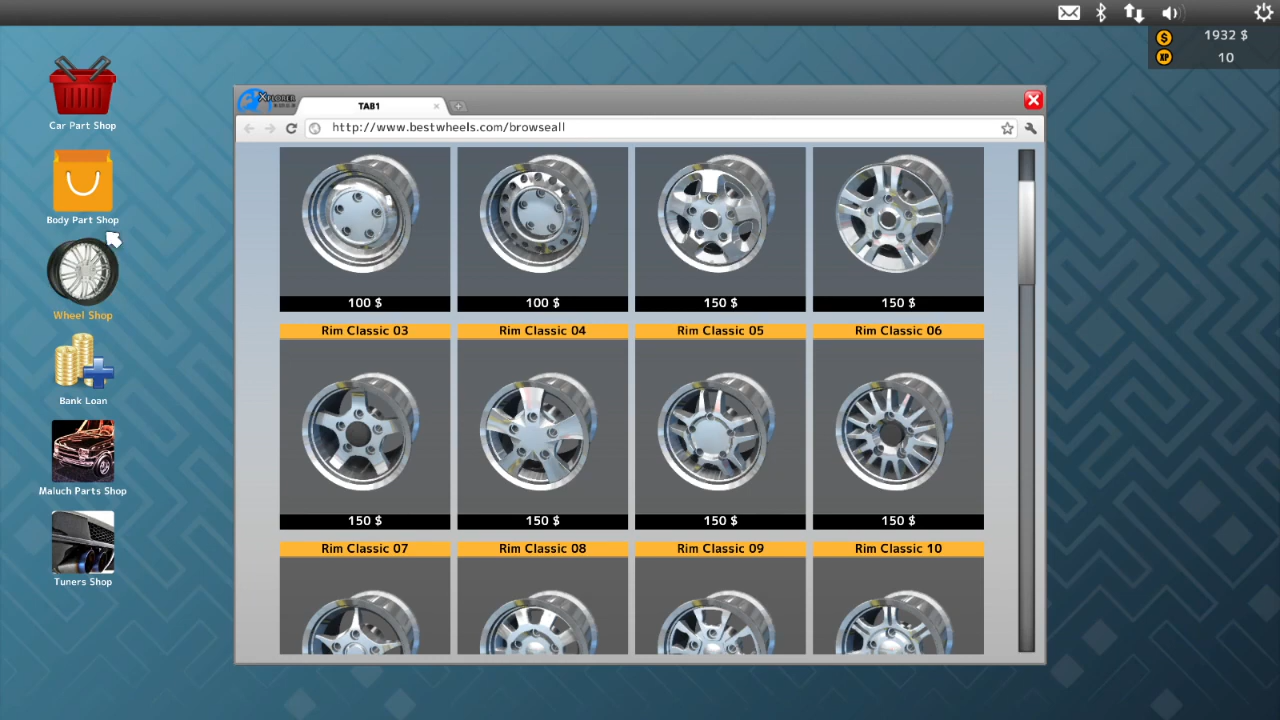 1932 $
XP
10
Car Part Shop
Body Part Shop
Wheel Shop
Bank Loan
Maluch Parts Shop
Tuners Shop
XPLORER
TAB1
http://www.bestwheels.com/browseall
100 $
100 $
150 $
150 $
Rim Classic 03
Rim Classic 04
Rim Classic 05
Rim Classic 06
150 $
150 $
150 $
150 $
Rim Classic 07
Rim Classic 08
Rim Classic 09
Rim Classic 10